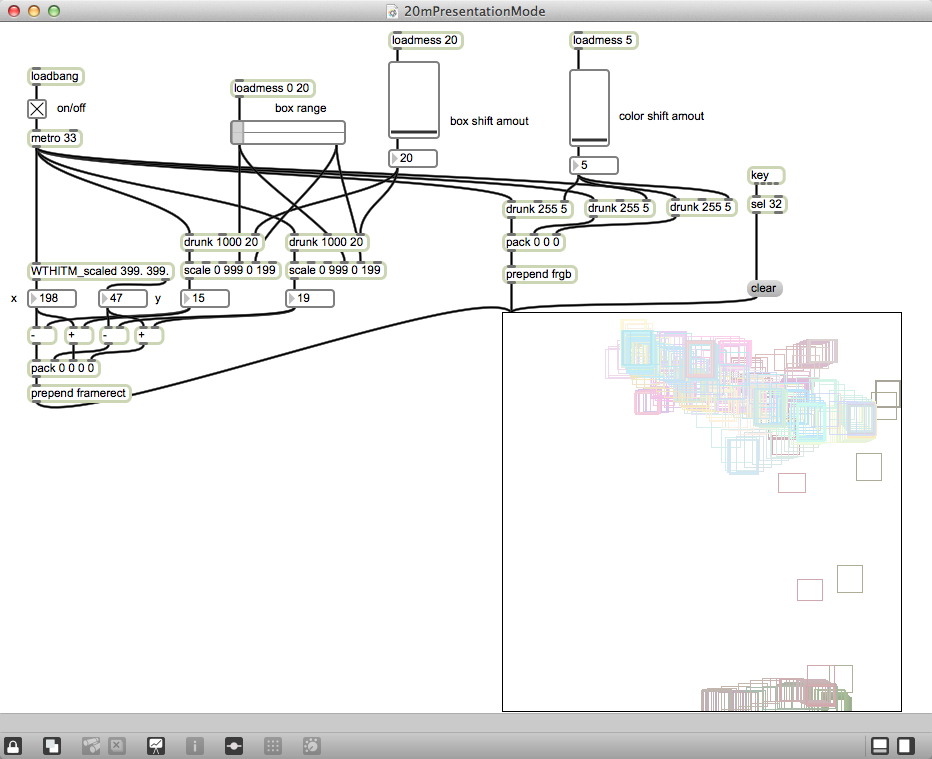 20mPresentationMode
loadmess 20
loadmess 5
loadbang
loadmess 0 20
on/off
box range
box shift amout
color shift amout
metro 33
20
5
key
drunk 255 5
drunk 255 5
drunk 255 5
sel 32
drunk 1000 20
drunk 1000 20
pack 0 0 0
WTHITM_scaled 399. 399.
scale 0 999 0 199
scale 0 999 0 199
prepend frgb
x
198
47
y
15
19
clear
-
+
-
+
pack 0 0 0 0
prepend framerect